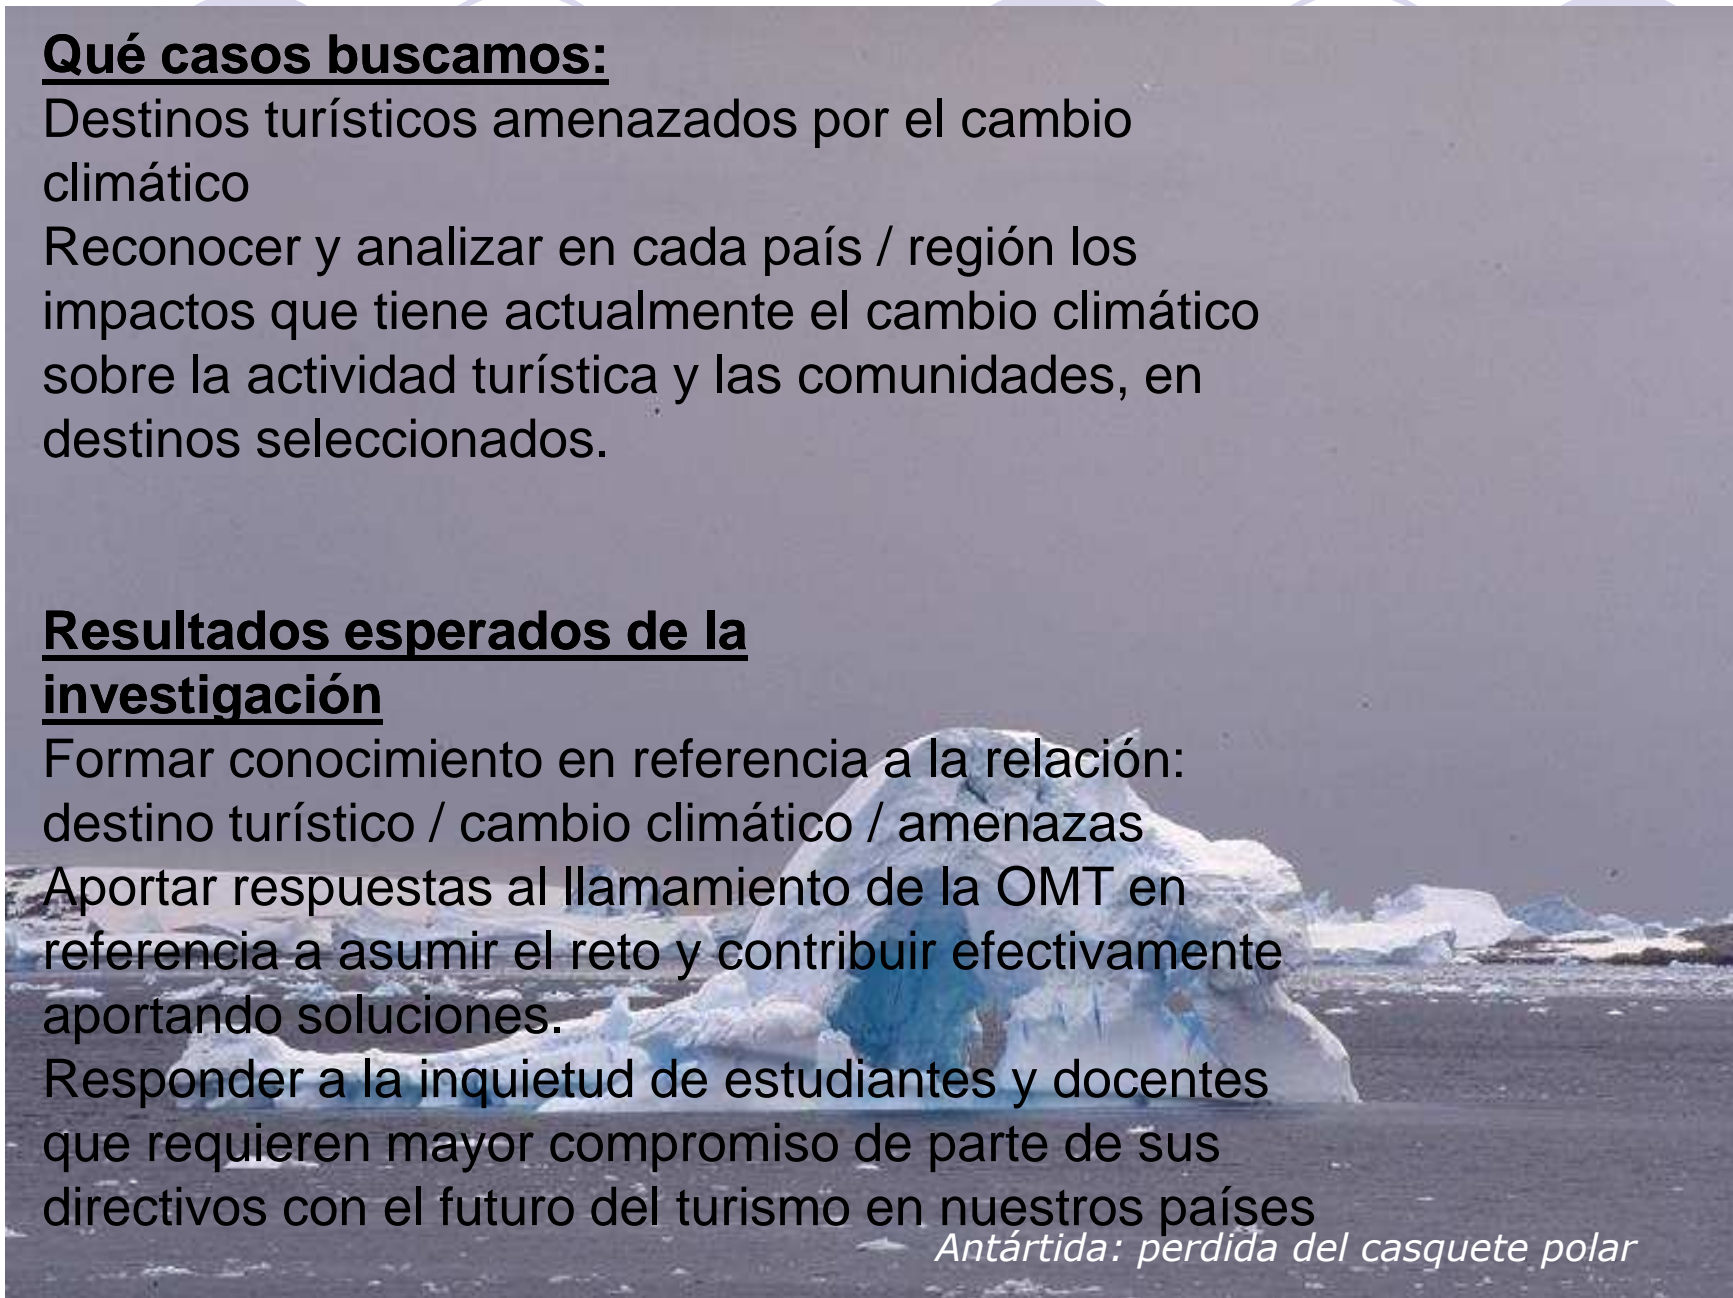 Qué casos buscamos:
Destinos turísticos amenazados por el cambio
climático
Reconocer y analizar en cada país / región los
impactos que tiene actualmente el cambio climático
sobre la actividad turística y las comunidades, en
destinos seleccionados.
Resultados esperados de la
investigación
Formar conocimiento en referencia a la relación:
destino turístico / cambio climático / amenazas
Aportar respuestas al llamamiento de la OMT en
referencia a asumir el reto y contribuir efectivamente
aportando soluciones.
Responder a la inquietud de estudiantes y docentes
que requieren mayor compromiso de parte de sus
directivos con el futuro del turismo en nuestros países
Antártida: perdida del casquete polar